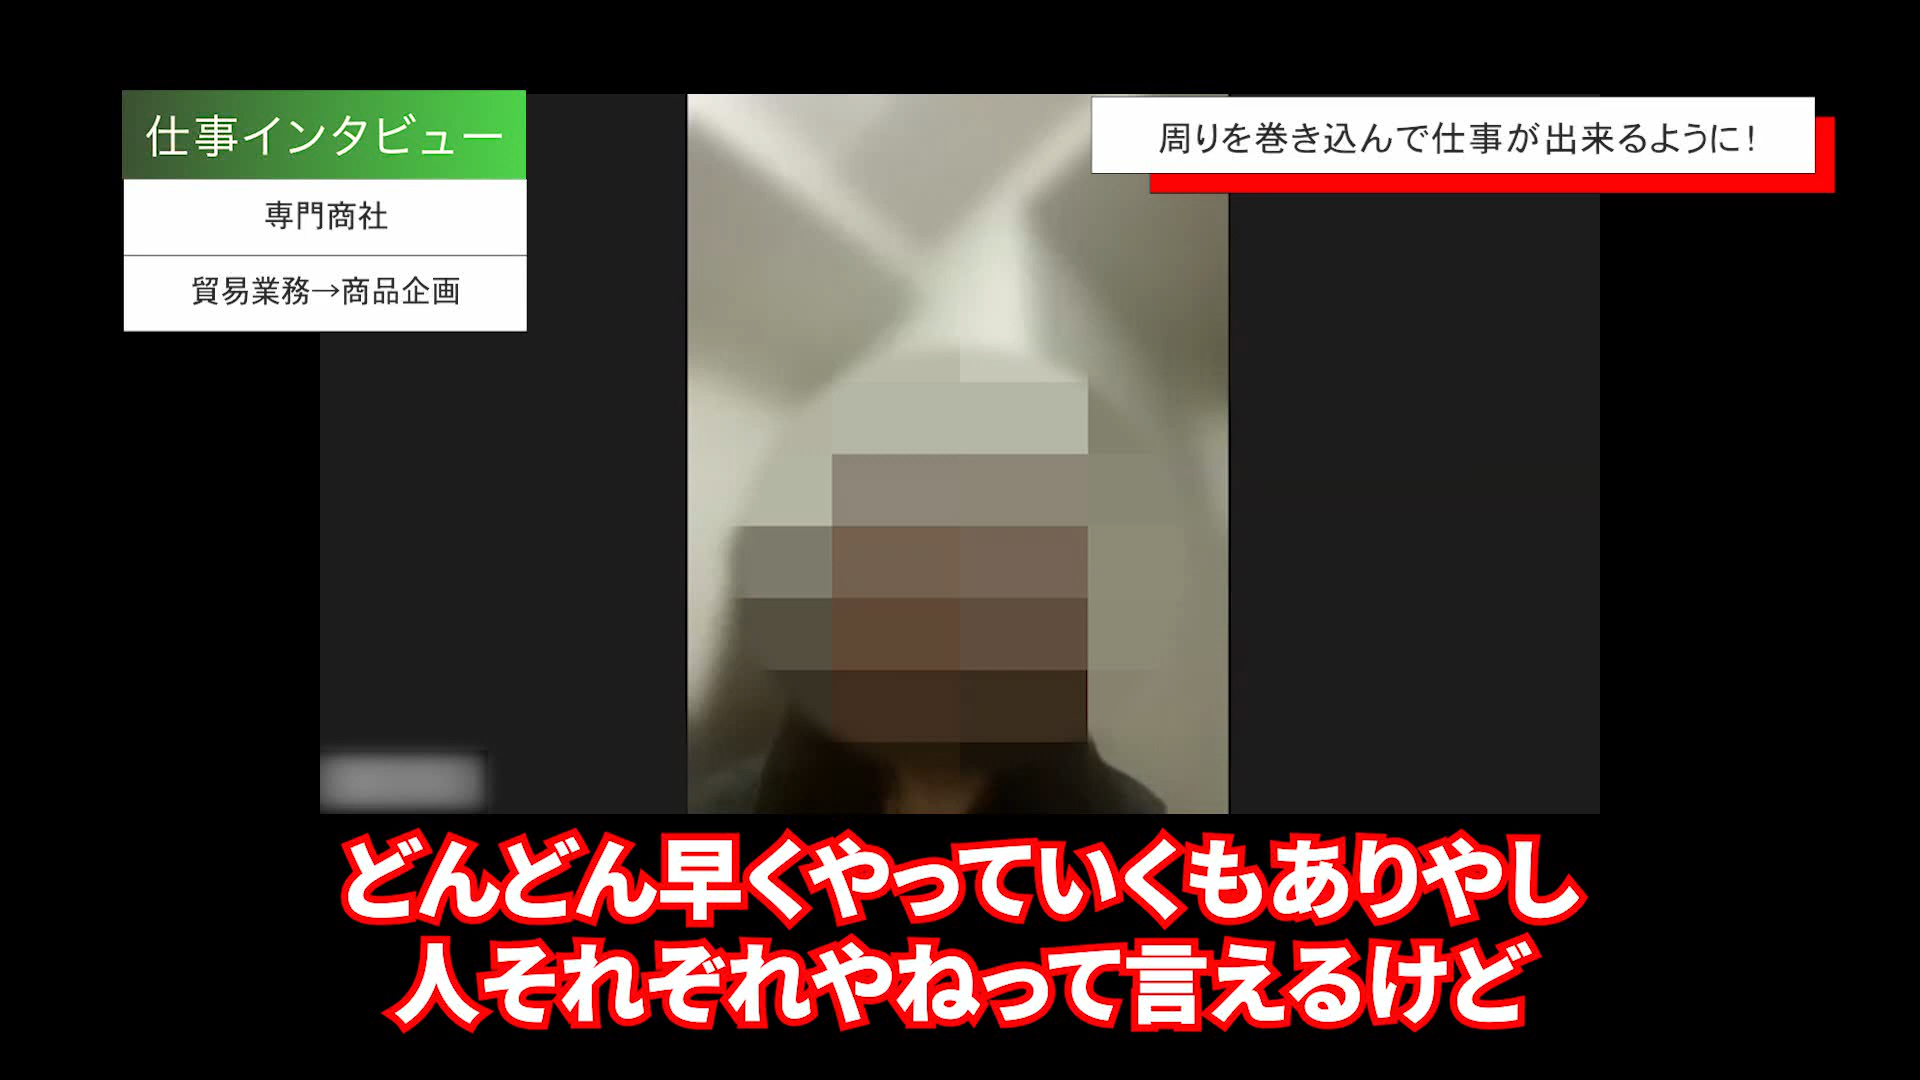 仕事インタビュー
専門商社
貿易業務→商品企画
周りを巻き込んで仕事が出来るように!
どんどん早くやっていくもありやし
人それぞれやねって言えるけど